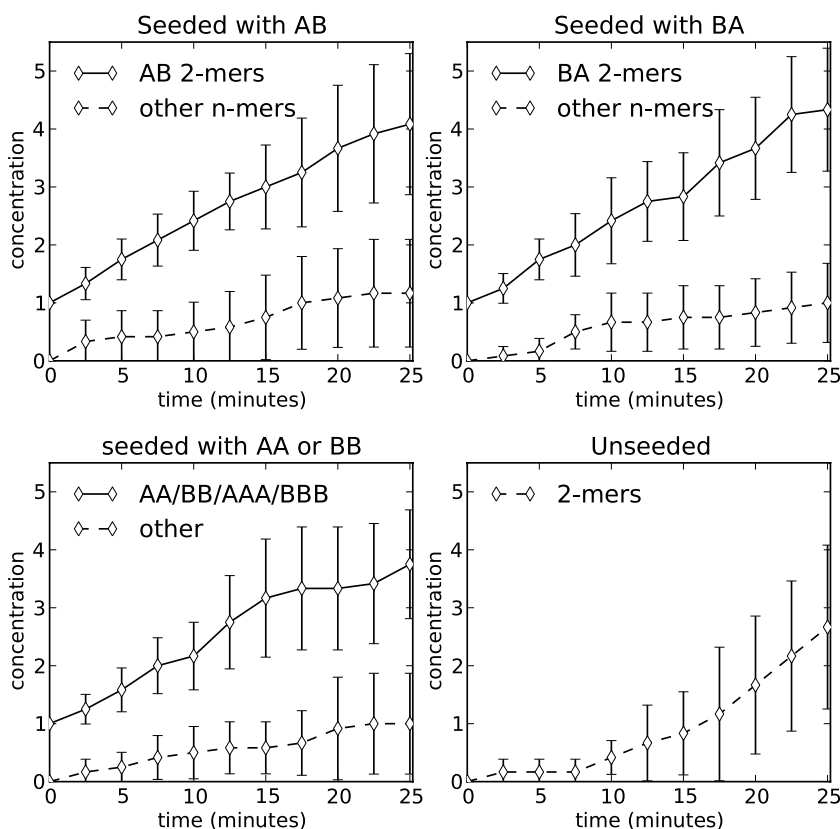 Seeded with AB
5
4
3
2
1
0
concentration
AB 2-mers
other n-mers
0 5 10 15 20 25
time (minutes)
Seeded with BA
5
4
3
2
1
0
concentration
BA 2-mers
other n-mers
0 5 10 15 20 25
time (minutes)
seeded with AA or BB
5
4
3
2
1
0
concentration
AA/BB/AAA/BBB
other
0 5 10 15 20 25
time (minutes)
Unseeded
5
4
3
2
1
0
concentration
2-mers
0 5 10 15 20 25
time (minutes)